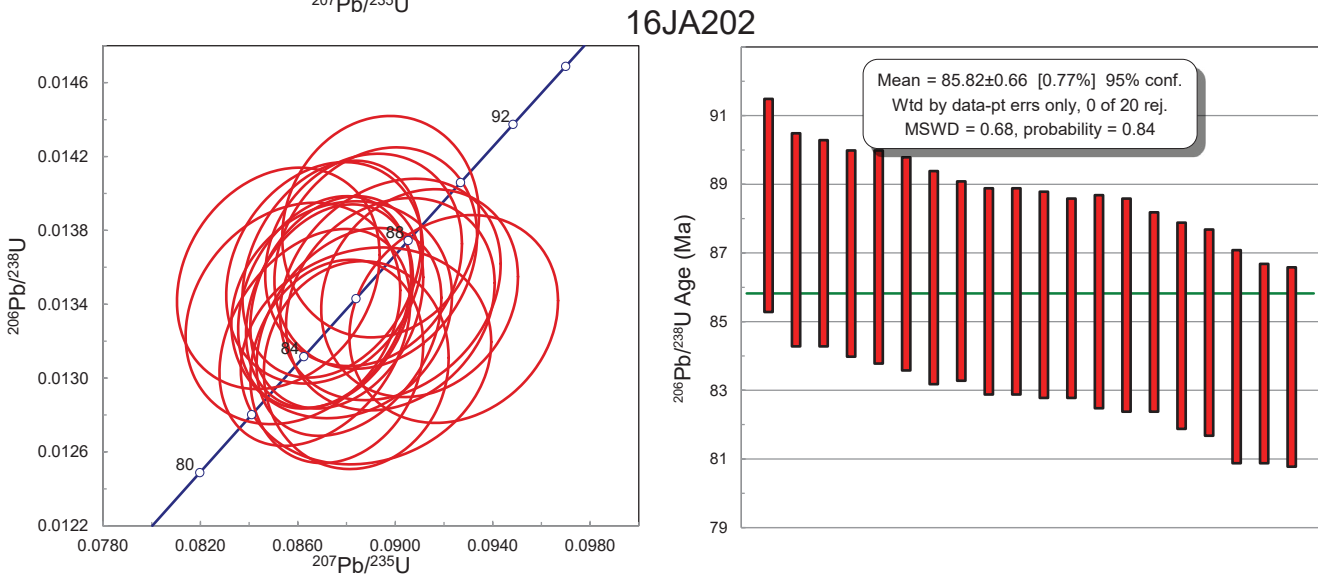 ²⁰⁷Pb/²³⁵U
16JA202
0.0146
0.0142
0.0138
0.0134
0.0130
0.0126
0.0122
²⁰⁶Pb/²³⁸U
92
88
84
80
0.0780 0.0820 0.0860 0.0900 0.0940 0.0980
²⁰⁷Pb/²³⁵U
Mean = 85.82±0.66 [0.77%] 95% conf.
Wtd by data-pt errs only, 0 of 20 rej.
MSWD = 0.68, probability = 0.84
91
89
87
85
83
81
79
²⁰⁶Pb/²³⁸U Age (Ma)